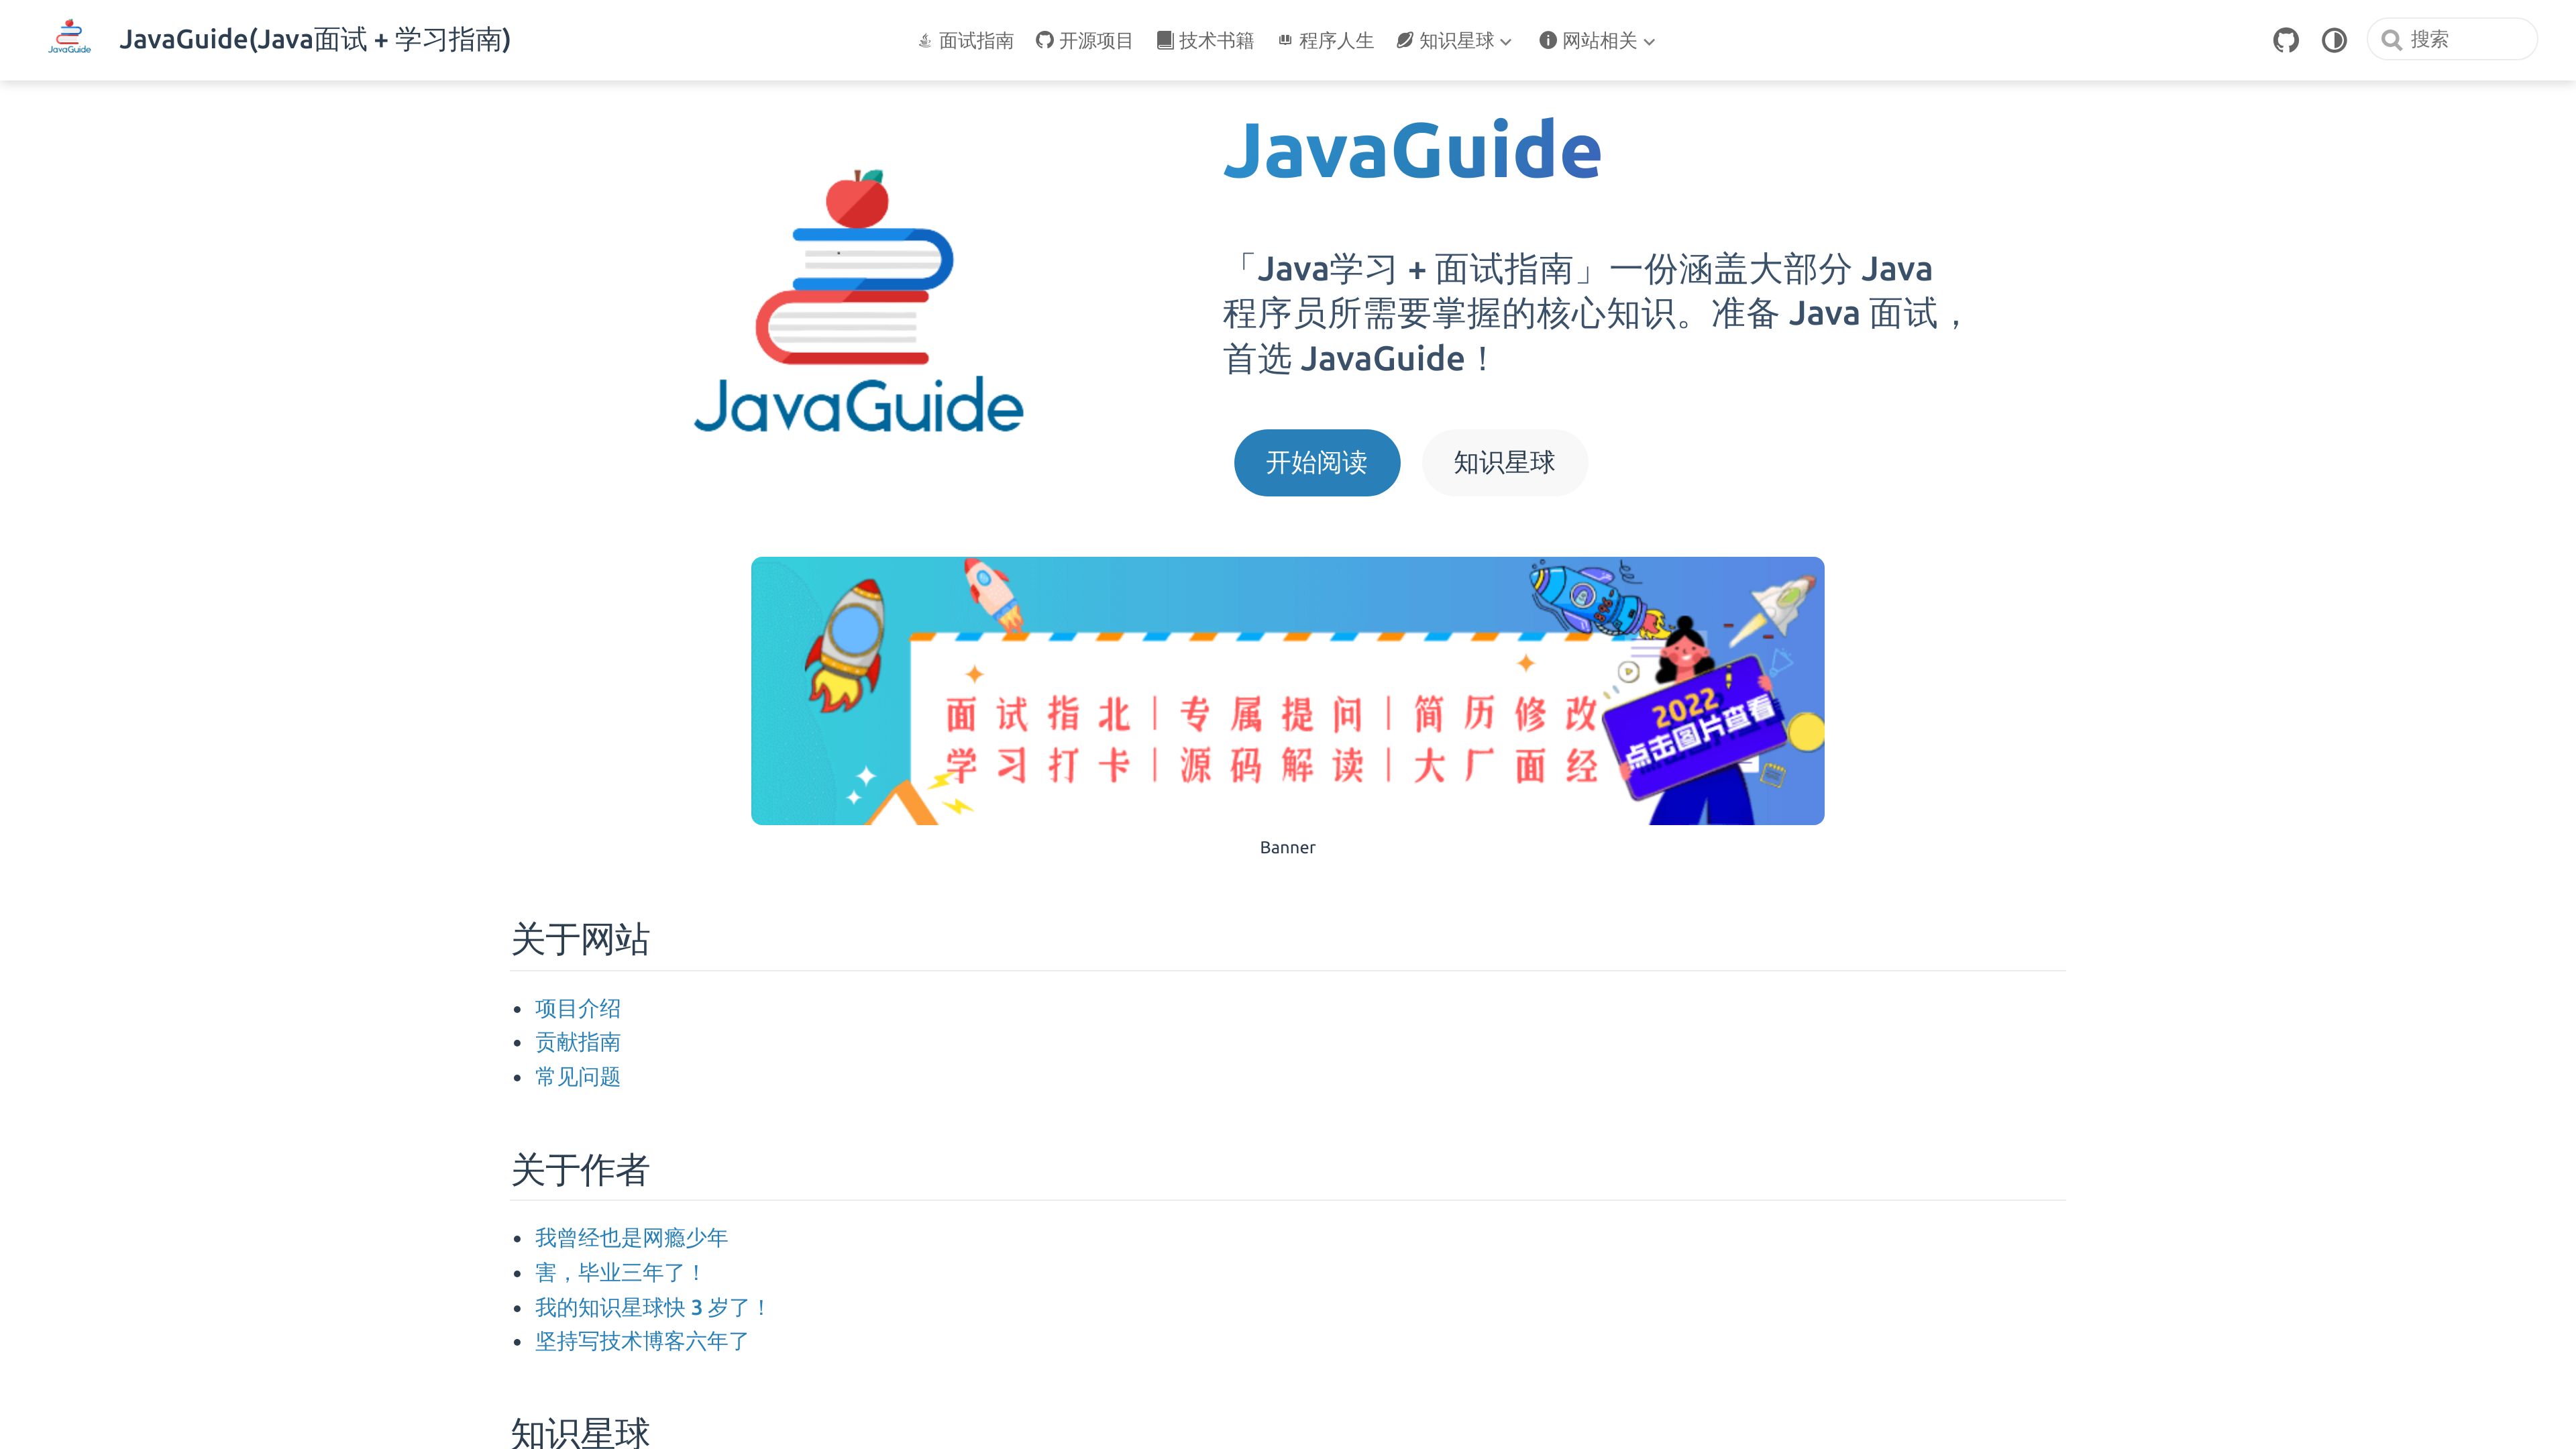 JavaGuide
JavaGuide(Java面试 + 学习指南)
面试指南
开源项目
技术书籍
程序人生
知识星球
网站相关
搜索
JavaGuide
JavaGuide
「Java学习 + 面试指南」一份涵盖大部分 Java
程序员所需要掌握的核心知识。准备 Java 面试，
首选 JavaGuide！
开始阅读
知识星球
面试指北｜专属提问｜简历修改
学习打卡｜源码解读｜大厂面经
2022
点击图片查看
Banner
关于网站
项目介绍
贡献指南
常见问题
关于作者
我曾经也是网瘾少年
害，毕业三年了！
我的知识星球快 3 岁了！
坚持写技术博客六年了
知识星球